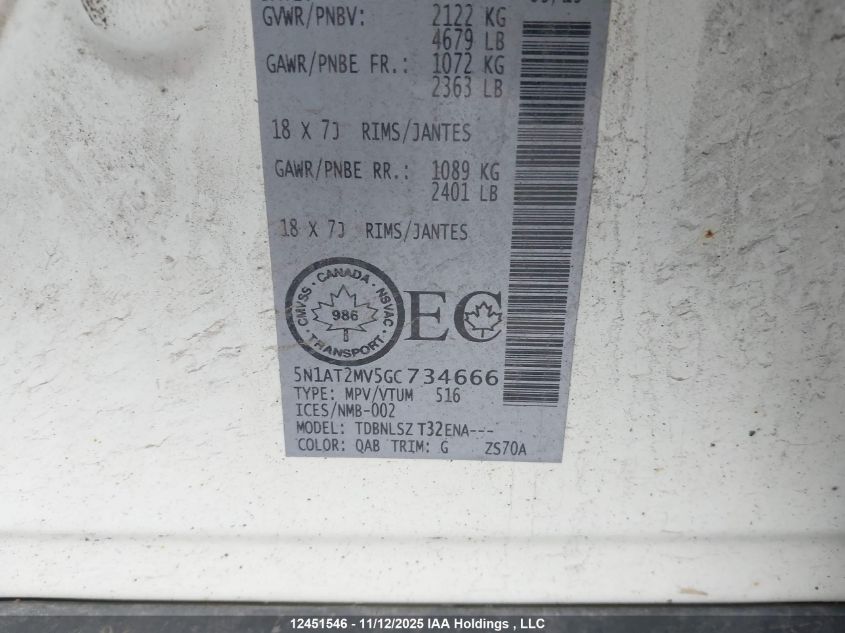 GVWR/PNBV: 2122 KG
4679 LB
GAWR/PNBE FR.: 1072 KG
2363 LB
18 X 7J RIMS/JANTES
GAWR/PNBE RR.: 1089 KG
2401 LB
18 X 7J RIMS/JANTES
CMVSS · CANADA · NSVAC · TRANSPORT ·
986
B
EC
5N1AT2MV5GC734666
TYPE: MPV/VTUM 516
ICES/NMB-002
MODEL: TDBNLSZ T32ENA---
COLOR: QAB TRIM: G ZS70A
12451546 - 11/12/2025 IAA Holdings , LLC